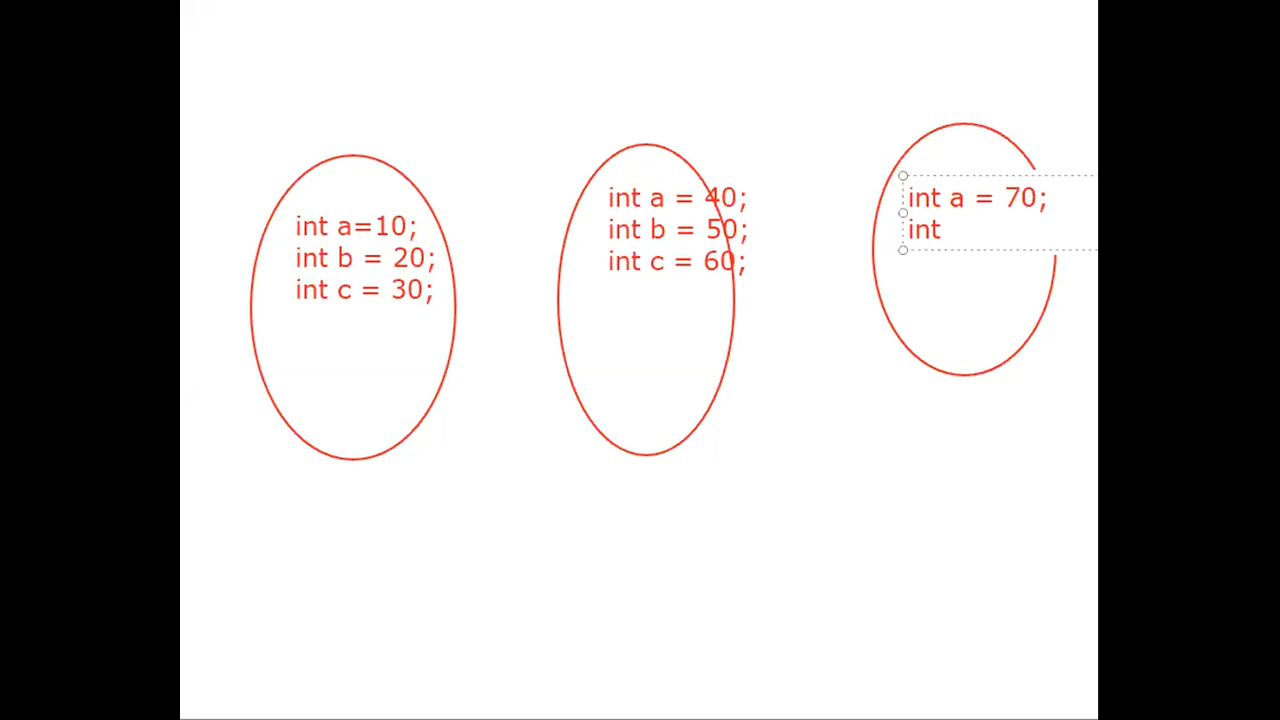 int a=10;
int b = 20;
int c = 30;
int a = 40;
int b = 50;
int c = 60;
int a = 70;
int